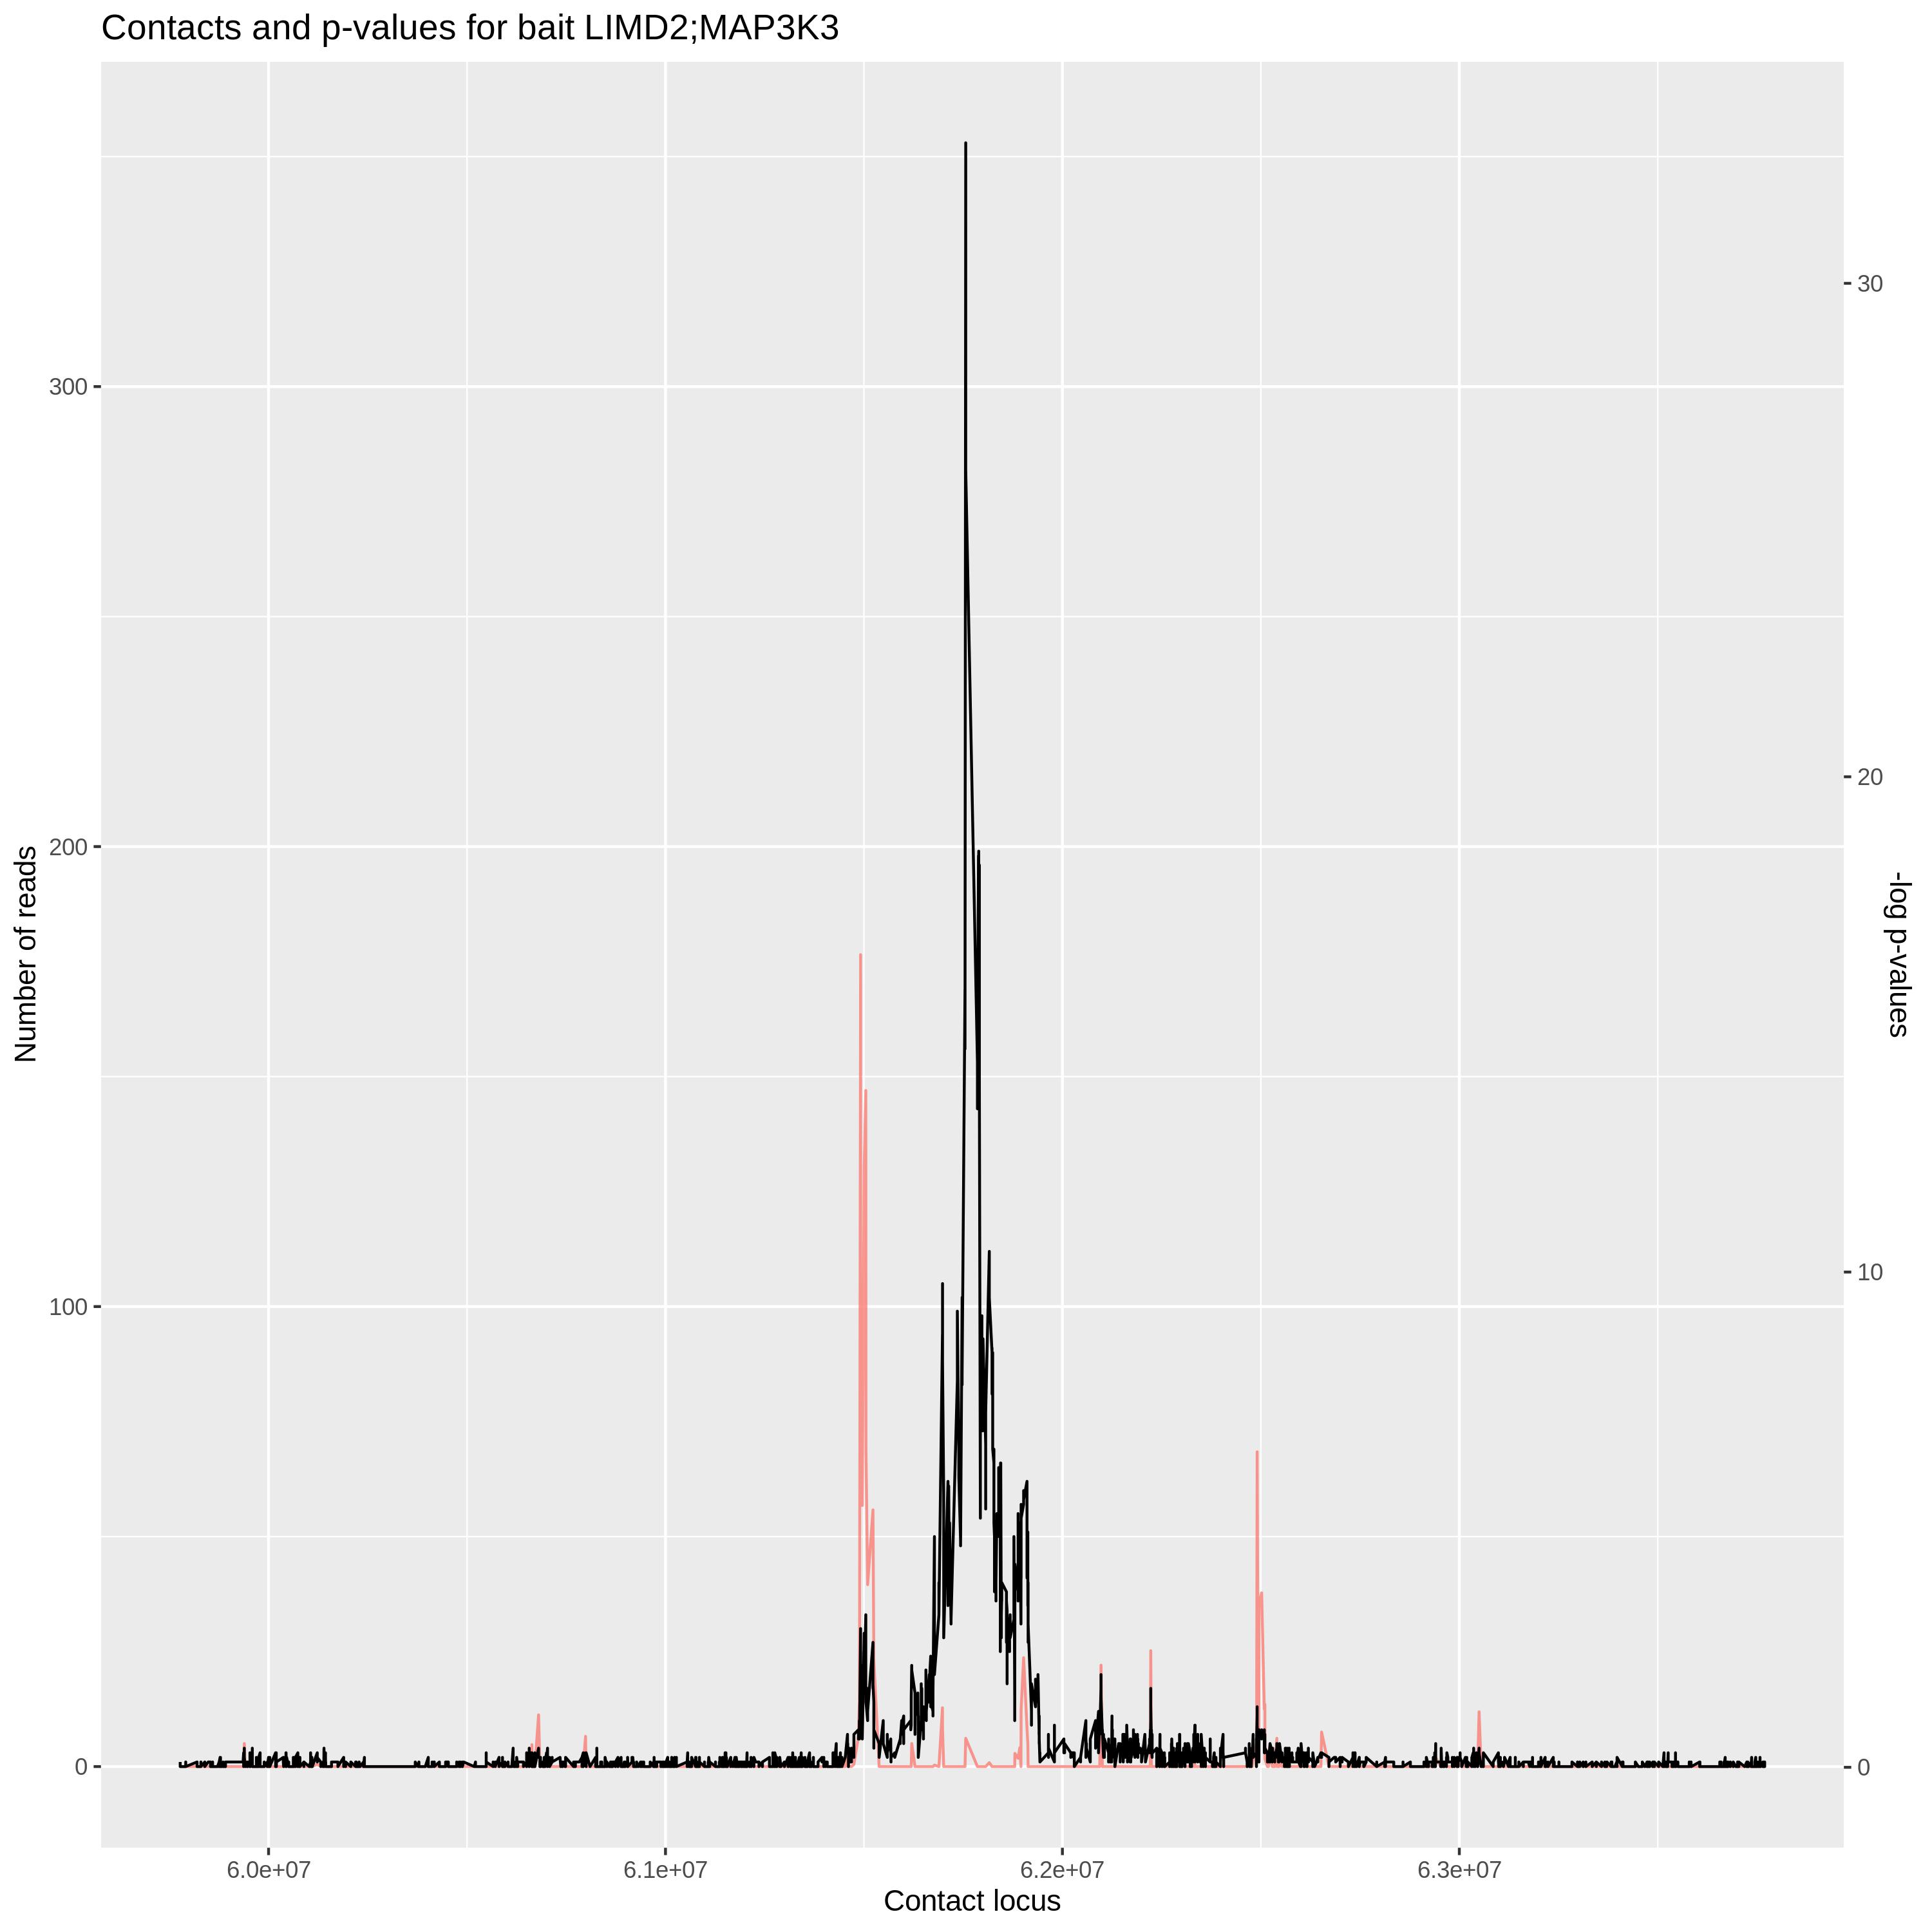 Contacts and p-values for bait LIMD2;MAP3K3
Number of reads
300
200
100
0
30
20
10
0
-log p-values
6.0e+07 6.1e+07 6.2e+07 6.3e+07
Contact locus